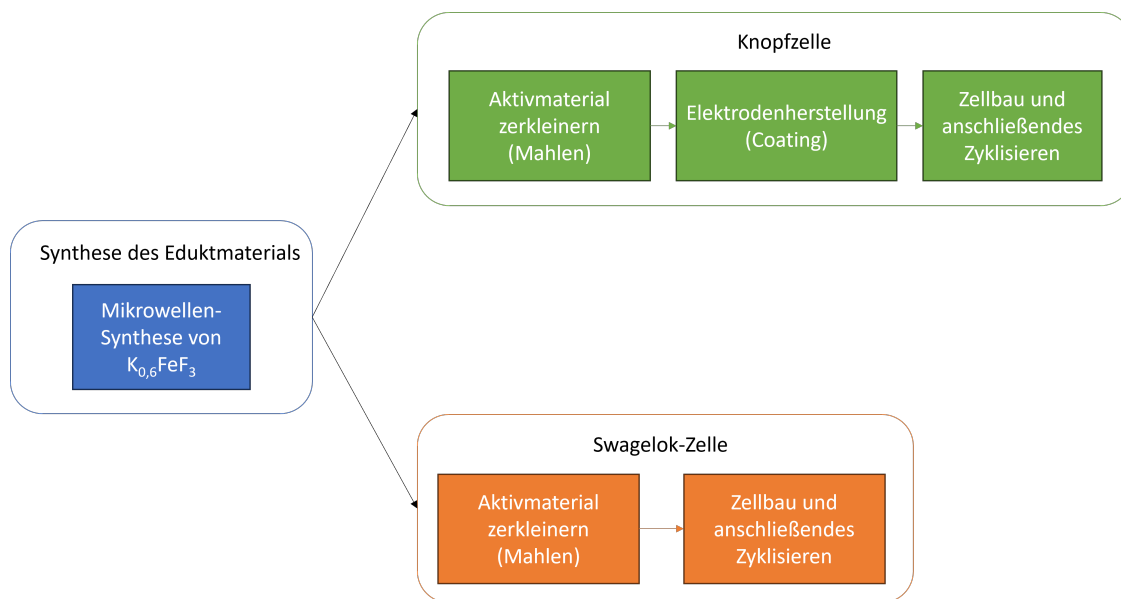 Knopfzelle
Aktivmaterial
zerkleinern
(Mahlen)
Elektrodenherstellung
(Coating)
Zellbau und
anschließendes
Zyklisieren
Synthese des Eduktmaterials
Mikrowellen-
Synthese von
K₀,₆FeF₃
Swagelok-Zelle
Aktivmaterial
zerkleinern
(Mahlen)
Zellbau und
anschließendes
Zyklisieren